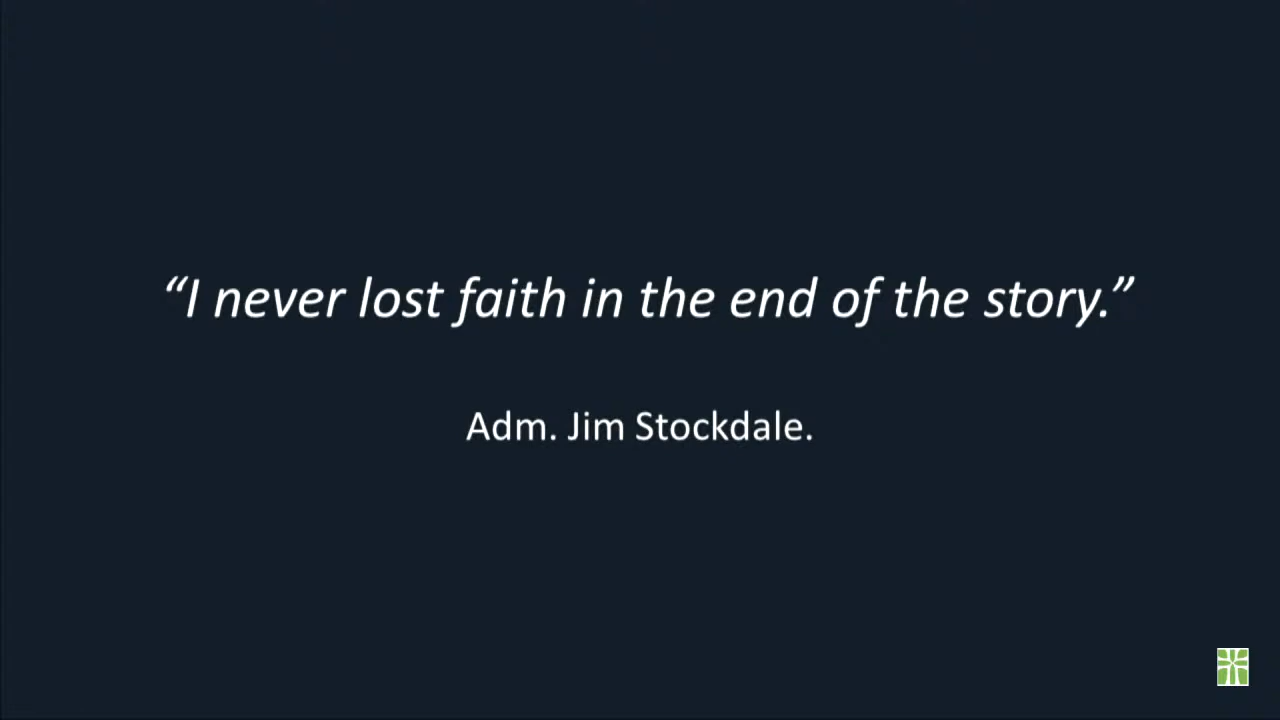 “I never lost faith in the end of the story.”
Adm. Jim Stockdale.